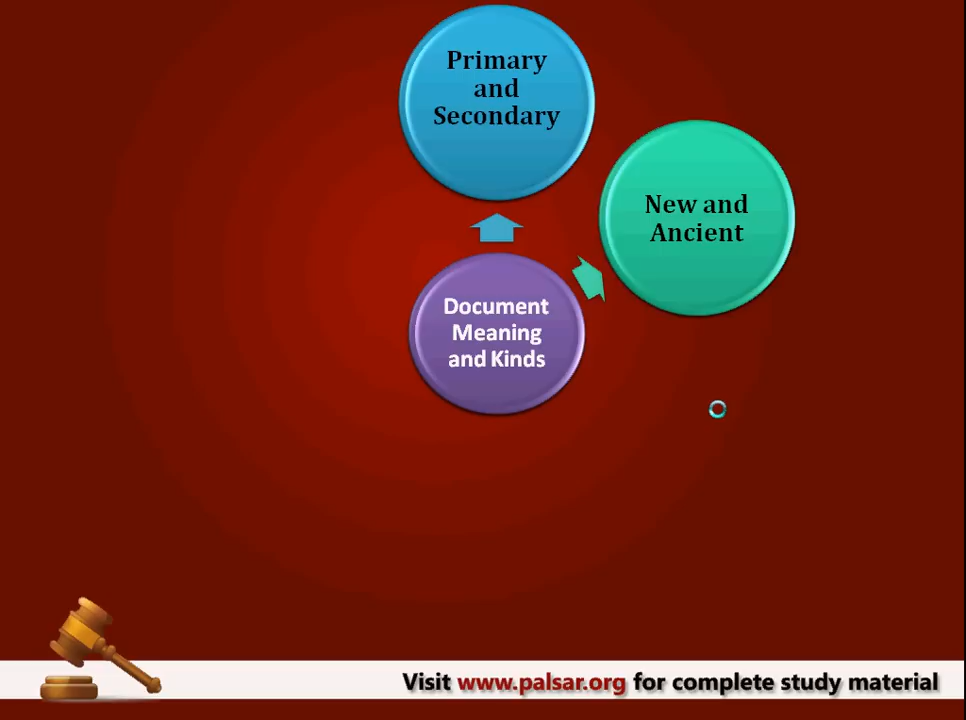 Primary
and
Secondary
New and
Ancient
Document
Meaning
and Kinds
Visit www.palsar.org for complete study material